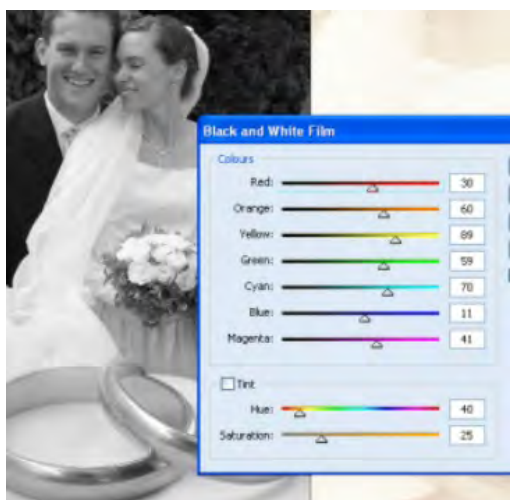 Black and White Film
Colours
Red: 30
Orange: 60
Yellow: 89
Green: 59
Cyan: 70
Blue: 11
Magenta: 41
Tint
Hue: 40
Saturation: 25